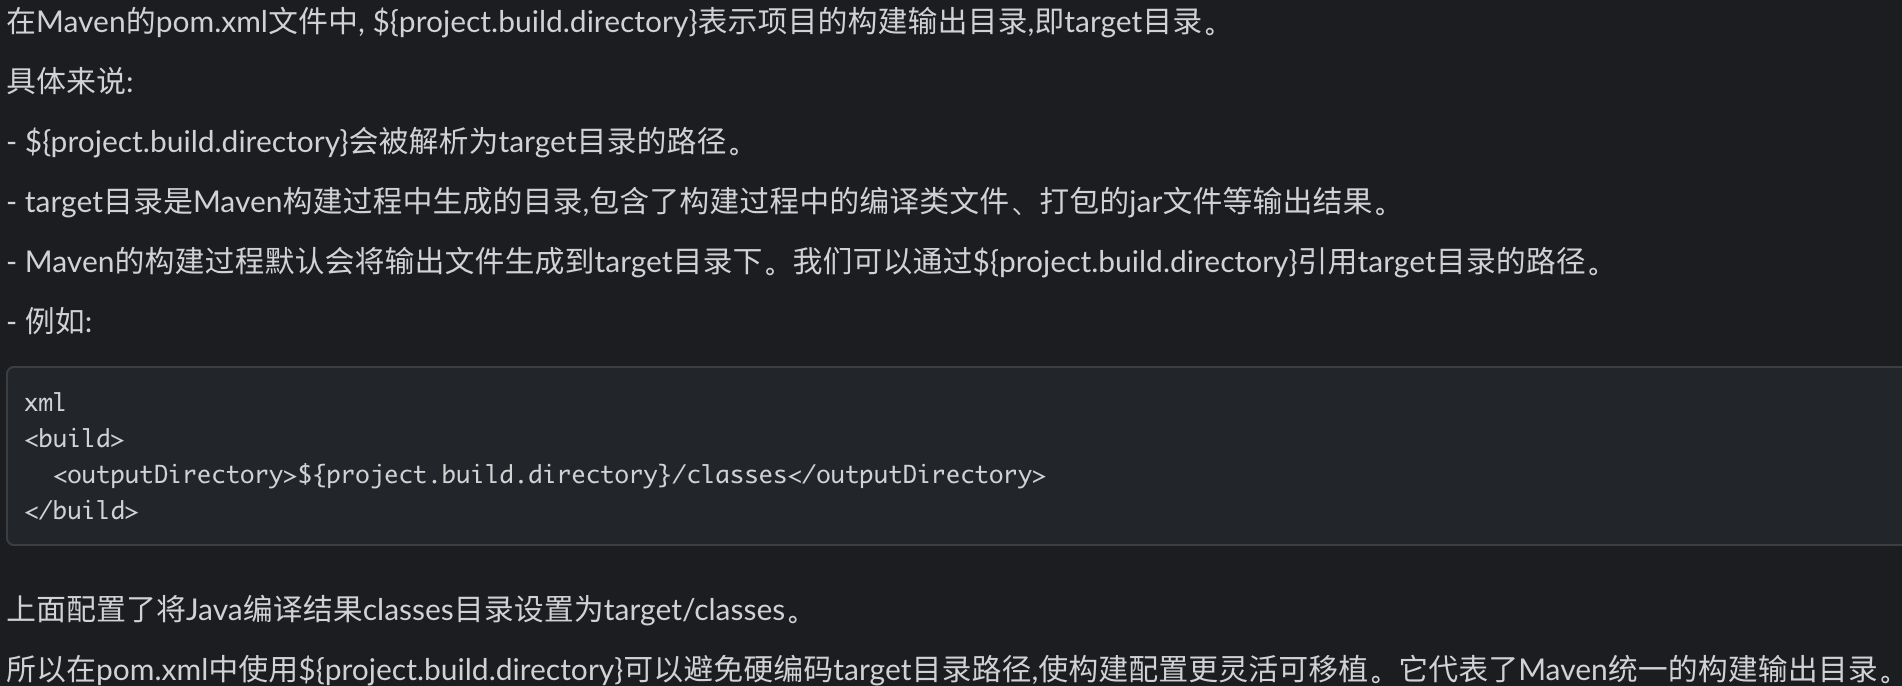 在Maven的pom.xml文件中, ${project.build.directory}表示项目的构建输出目录,即target目录。
具体来说:
- ${project.build.directory}会被解析为target目录的路径。
- target目录是Maven构建过程中生成的目录,包含了构建过程中的编译类文件、打包的jar文件等输出结果。
- Maven的构建过程默认会将输出文件生成到target目录下。我们可以通过${project.build.directory}引用target目录的路径。
- 例如:
xml
<build>
  <outputDirectory>${project.build.directory}/classes</outputDirectory>
</build>
上面配置了将Java编译结果classes目录设置为target/classes。
所以在pom.xml中使用${project.build.directory}可以避免硬编码target目录路径,使构建配置更灵活可移植。它代表了Maven统一的构建输出目录。